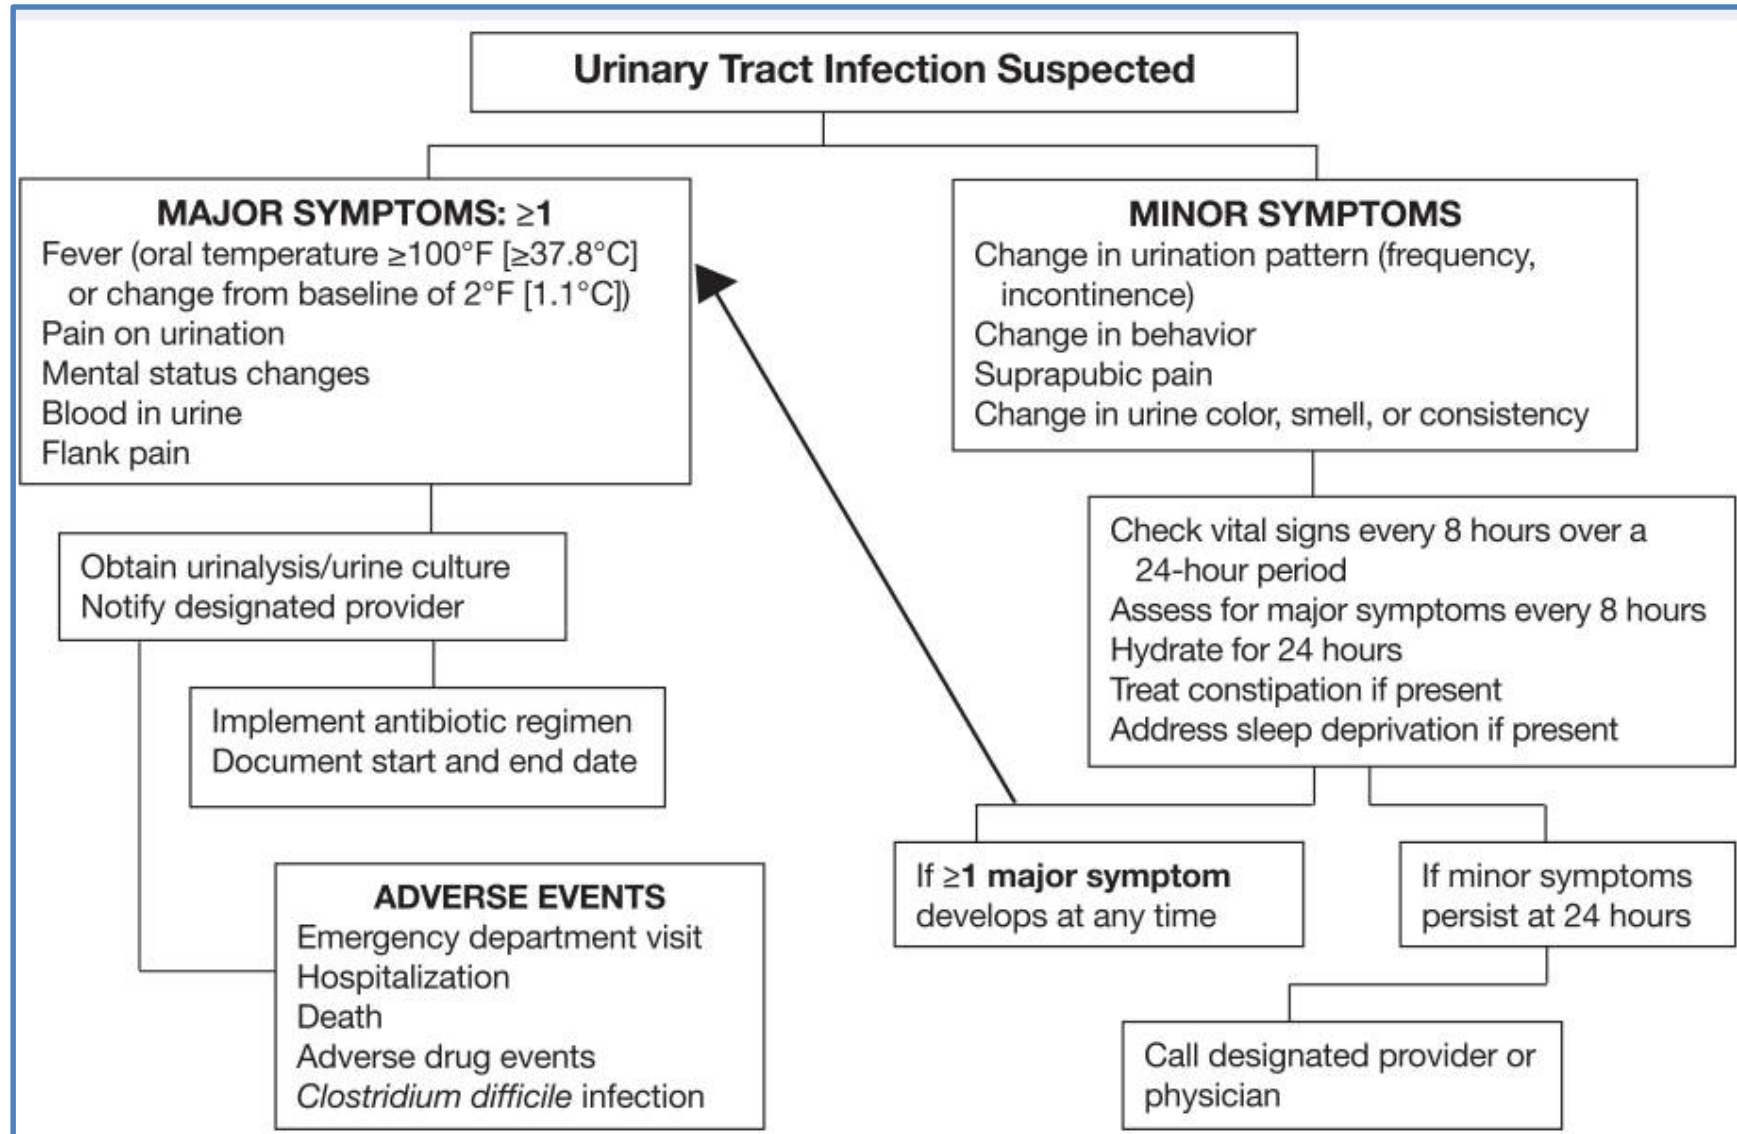 Urinary Tract Infection Suspected
MAJOR SYMPTOMS: ≥1
Fever (oral temperature ≥100°F [≥37.8°C]
or change from baseline of 2°F [1.1°C])
Pain on urination
Mental status changes
Blood in urine
Flank pain
Obtain urinalysis/urine culture
Notify designated provider
Implement antibiotic regimen
Document start and end date
ADVERSE EVENTS
Emergency department visit
Hospitalization
Death
Adverse drug events
Clostridium difficile infection
MINOR SYMPTOMS
Change in urination pattern (frequency,
incontinence)
Change in behavior
Suprapubic pain
Change in urine color, smell, or consistency
Check vital signs every 8 hours over a
24-hour period
Assess for major symptoms every 8 hours
Hydrate for 24 hours
Treat constipation if present
Address sleep deprivation if present
If ≥1 major symptom
develops at any time
If minor symptoms
persist at 24 hours
Call designated provider or
physician